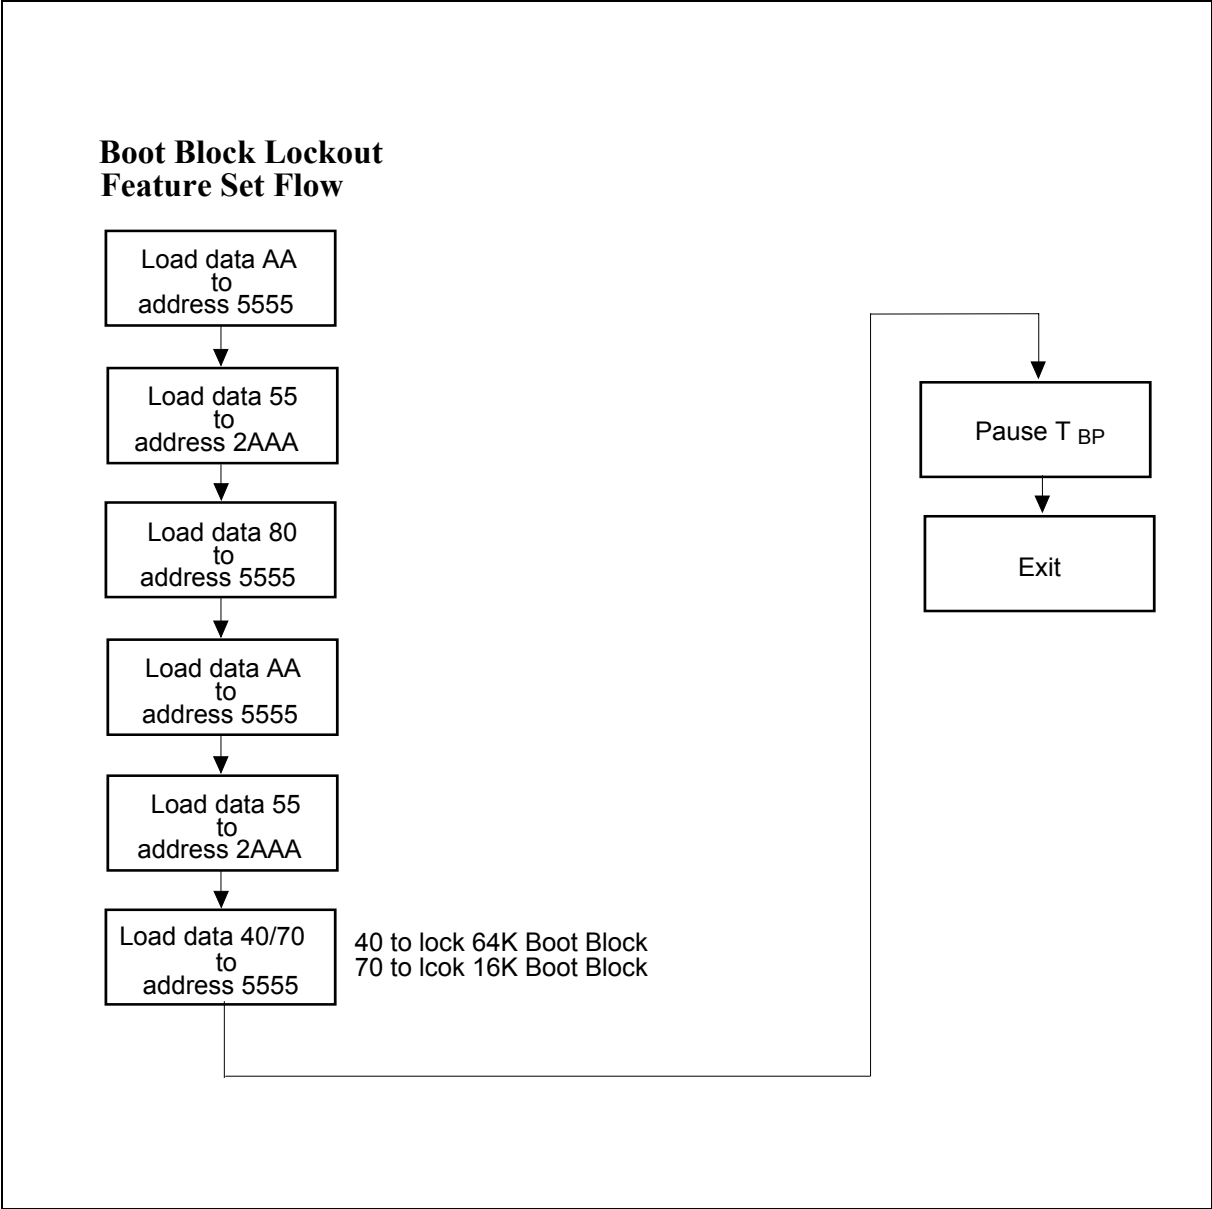 Boot Block Lockout
Feature Set Flow
Load data AA
to
address 5555
Load data 55
to
address 2AAA
Load data 80
to
address 5555
Load data AA
to
address 5555
Load data 55
to
address 2AAA
Load data 40/70
to
address 5555
40 to lock 64K Boot Block
70 to lcok 16K Boot Block
Pause T BP
Exit